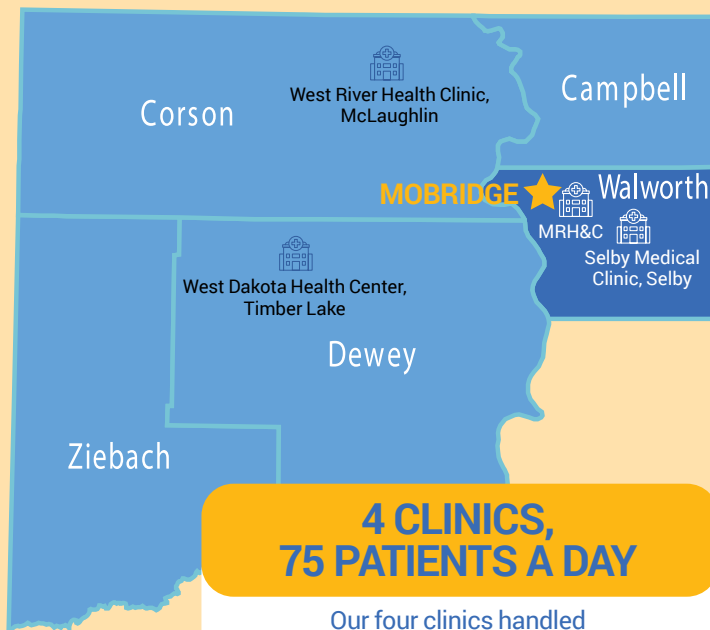 West River Health Clinic,
McLaughlin
Campbell
Corson
MOBRIDGE
Walworth
MRH&C
Selby Medical
Clinic, Selby
West Dakota Health Center,
Timber Lake
Dewey
Ziebach
4 CLINICS,
75 PATIENTS A DAY
Our four clinics handled